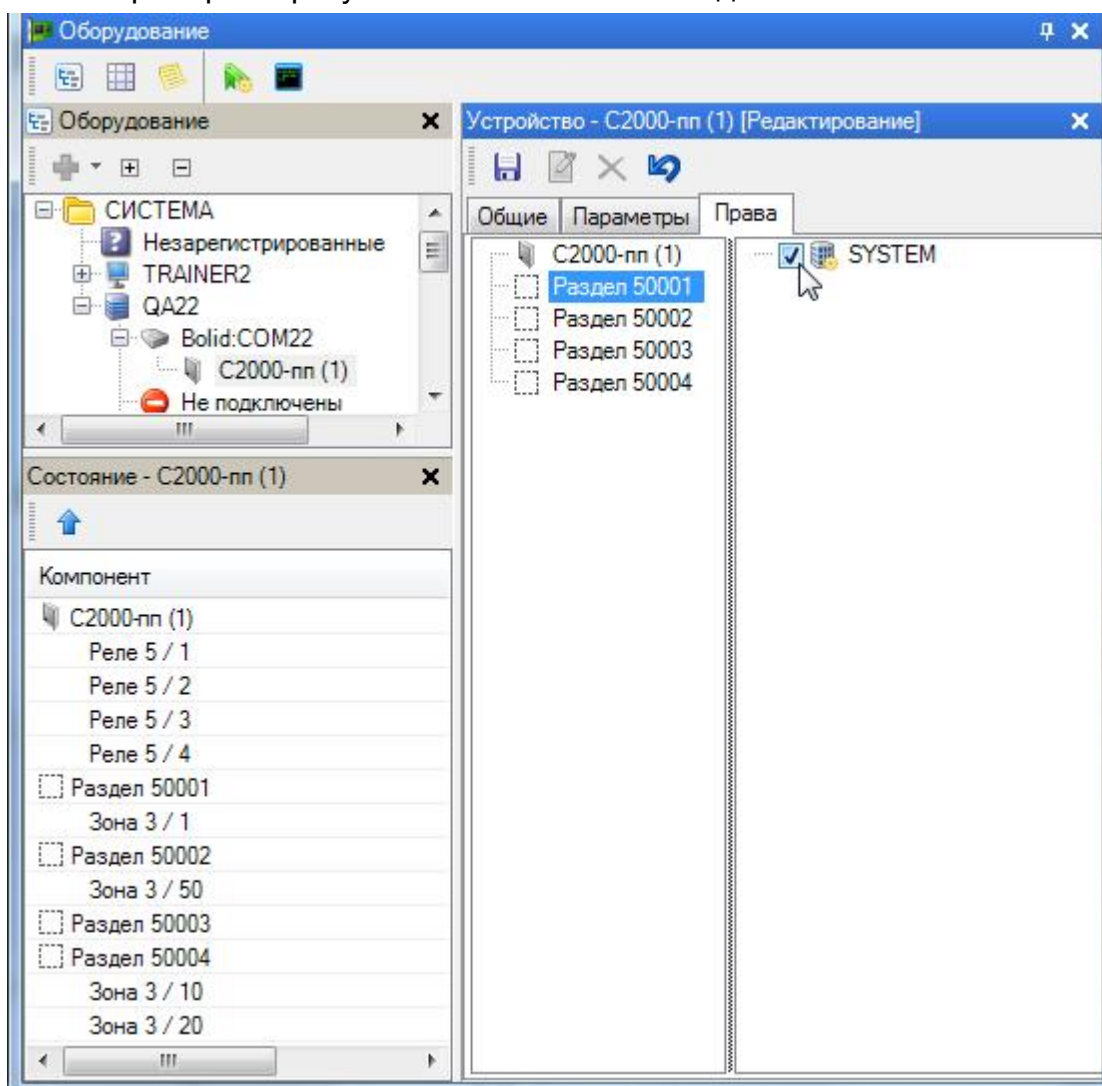 Оборудование
Оборудование
СИСТЕМА
Незарегистрированные
TRAINER2
QA22
Bolid:COM22
С2000-пп (1)
Не подключены
Состояние - С2000-пп (1)
Компонент
С2000-пп (1)
Реле 5 / 1
Реле 5 / 2
Реле 5 / 3
Реле 5 / 4
Раздел 50001
Зона 3 / 1
Раздел 50002
Зона 3 / 50
Раздел 50003
Раздел 50004
Зона 3 / 10
Зона 3 / 20
Устройство - С2000-пп (1) [Редактирование]
Общие Параметры Права
С2000-пп (1)
Раздел 50001
Раздел 50002
Раздел 50003
Раздел 50004
SYSTEM